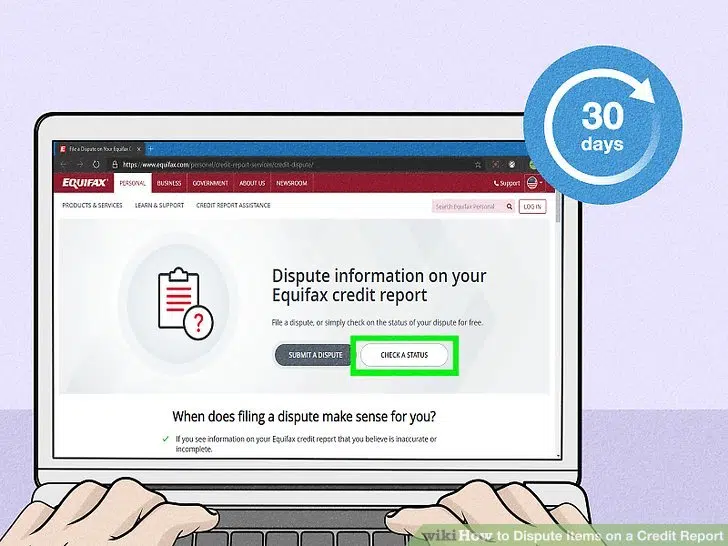 30
days
File a Dispute on Your Equifax C
https://www.equifax.com/personal/credit-report-services/credit-dispute/
EQUIFAX PERSONAL BUSINESS GOVERNMENT ABOUT US NEWSROOM Support
PRODUCTS & SERVICES LEARN & SUPPORT CREDIT REPORT ASSISTANCE Search Equifax Personal LOG IN
Dispute information on your
Equifax credit report
File a dispute, or simply check on the status of your dispute for free.
SUBMIT A DISPUTE CHECK A STATUS
When does filing a dispute make sense for you?
If you see information on your Equifax credit report that you believe is inaccurate or
incomplete.
wikiHow to Dispute Items on a Credit Report